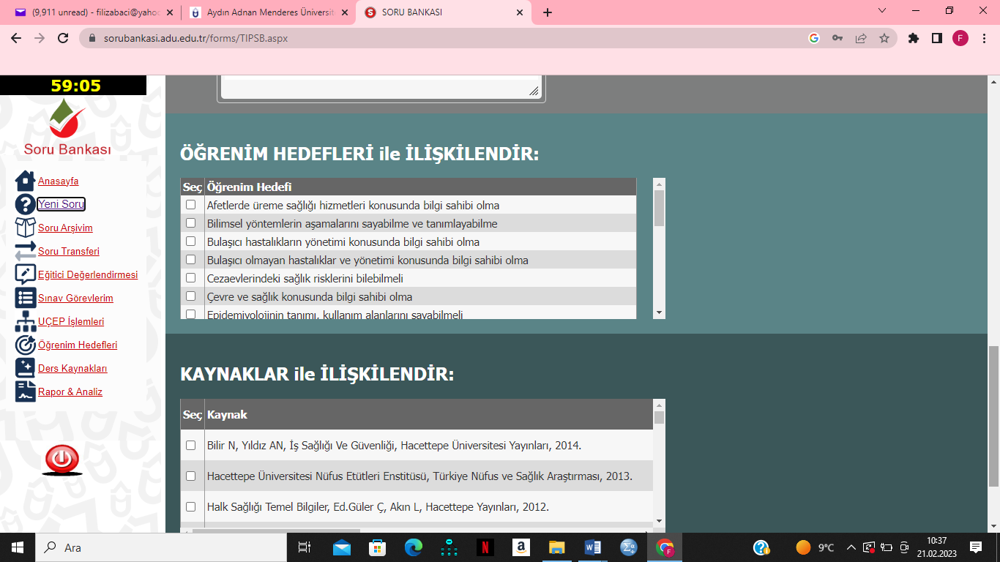 (9,911 unread) - filizabaci@yahoo
Aydın Adnan Menderes Üniversit
SORU BANKASI
sorubankasi.adu.edu.tr/forms/TIPSB.aspx
F
59:05
Soru Bankası
Anasayfa
Yeni Soru
Soru Arşivim
Soru Transferi
Eğitici Değerlendirmesi
Sınav Görevlerim
UÇEP İşlemleri
Öğrenim Hedefleri
Ders Kaynakları
Rapor & Analiz
ÖĞRENİM HEDEFLERİ ile İLİŞKİLENDİR:
Seç Öğrenim Hedefi
Afetlerde üreme sağlığı hizmetleri konusunda bilgi sahibi olma
Bilimsel yöntemlerin aşamalarını sayabilme ve tanımlayabilme
Bulaşıcı hastalıkların yönetimi konusunda bilgi sahibi olma
Bulaşıcı olmayan hastalıklar ve yönetimi konusunda bilgi sahibi olma
Cezaevlerindeki sağlık risklerini bilebilmeli
Çevre ve sağlık konusunda bilgi sahibi olma
Epidemiyolojinin tanımı, kullanım alanlarını sayabilmeli
KAYNAKLAR ile İLİŞKİLENDİR:
Seç Kaynak
Bilir N, Yıldız AN, İş Sağlığı Ve Güvenliği, Hacettepe Üniversitesi Yayınları, 2014.
Hacettepe Üniversitesi Nüfus Etütleri Enstitüsü, Türkiye Nüfus ve Sağlık Araştırması, 2013.
Halk Sağlığı Temel Bilgiler, Ed.Güler Ç, Akın L, Hacettepe Yayınları, 2012.
Ara
9°C
10:37
21.02.2023